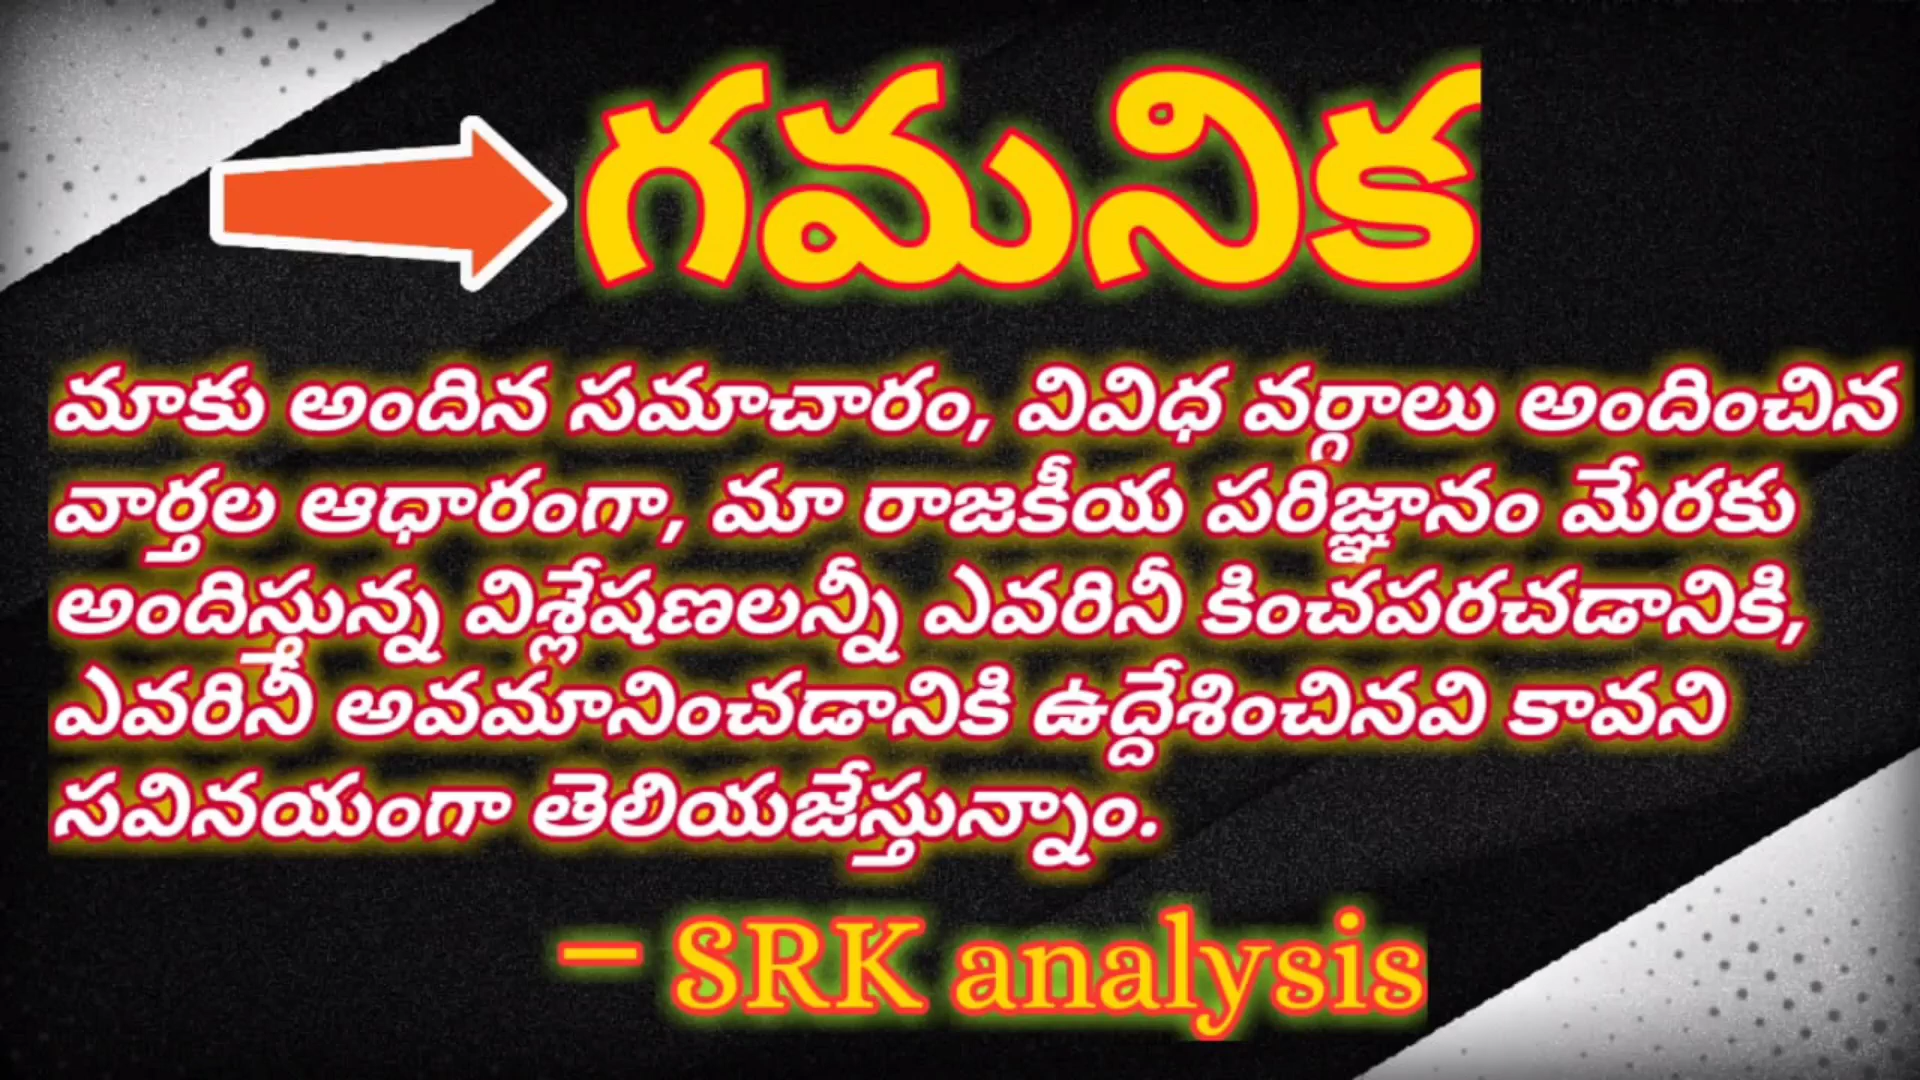 గమనిక
మాకు అందిన సమాచారం, వివిధ వర్గాలు అందించిన
వార్తల ఆధారంగా, మా రాజకీయ పరిజ్ఞానం మేరకు
అందిస్తున్న విశ్లేషణలన్నీ ఎవరినీ కించపరచడానికి,
ఎవరినీ అవమానించడానికి ఉద్దేశించినవి కావని
సవినయంగా తెలియజేస్తున్నాం.
– SRK analysis